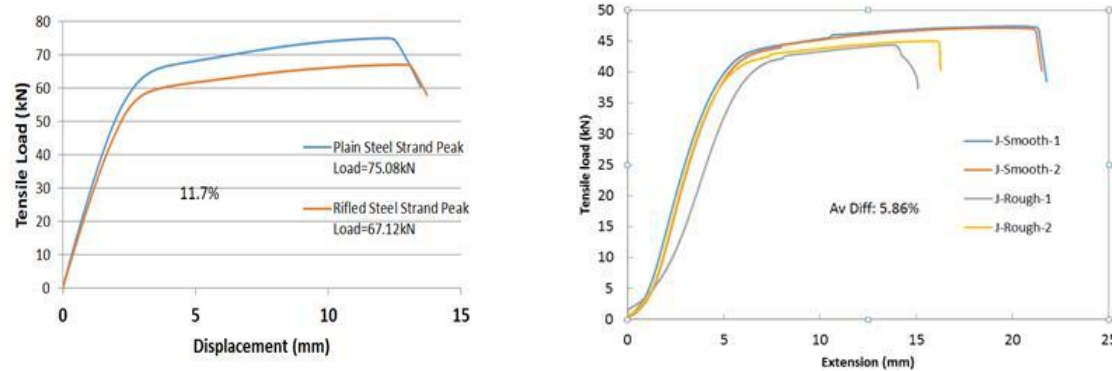 80
70
60
50
40
30
20
10
0
Tensile Load (kN)
Plain Steel Strand Peak
Load=75.08kN
11.7%
Rifled Steel Strand Peak
Load=67.12kN
0 5 10 15
Displacement (mm)
50
45
40
35
30
25
20
15
10
5
0
Tensile load (kN)
J-Smooth-1
J-Smooth-2
J-Rough-1
J-Rough-2
Av Diff: 5.86%
0 5 10 15 20 25
Extension (mm)